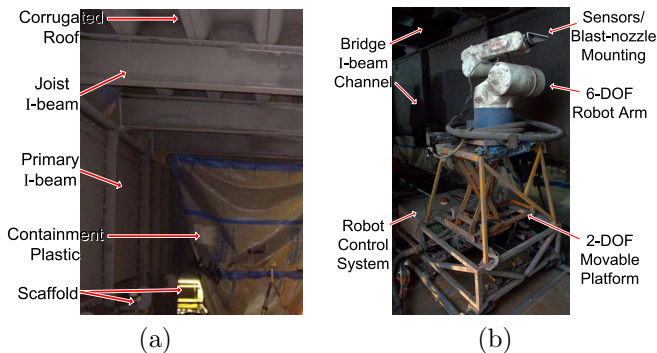 Corrugated
Roof
Joist
I-beam
Primary
I-beam
Containment
Plastic
Scaffold
(a)
Bridge
I-beam
Channel
Robot
Control
System
Sensors/
Blast-nozzle
Mounting
6-DOF
Robot Arm
2-DOF
Movable
Platform
(b)